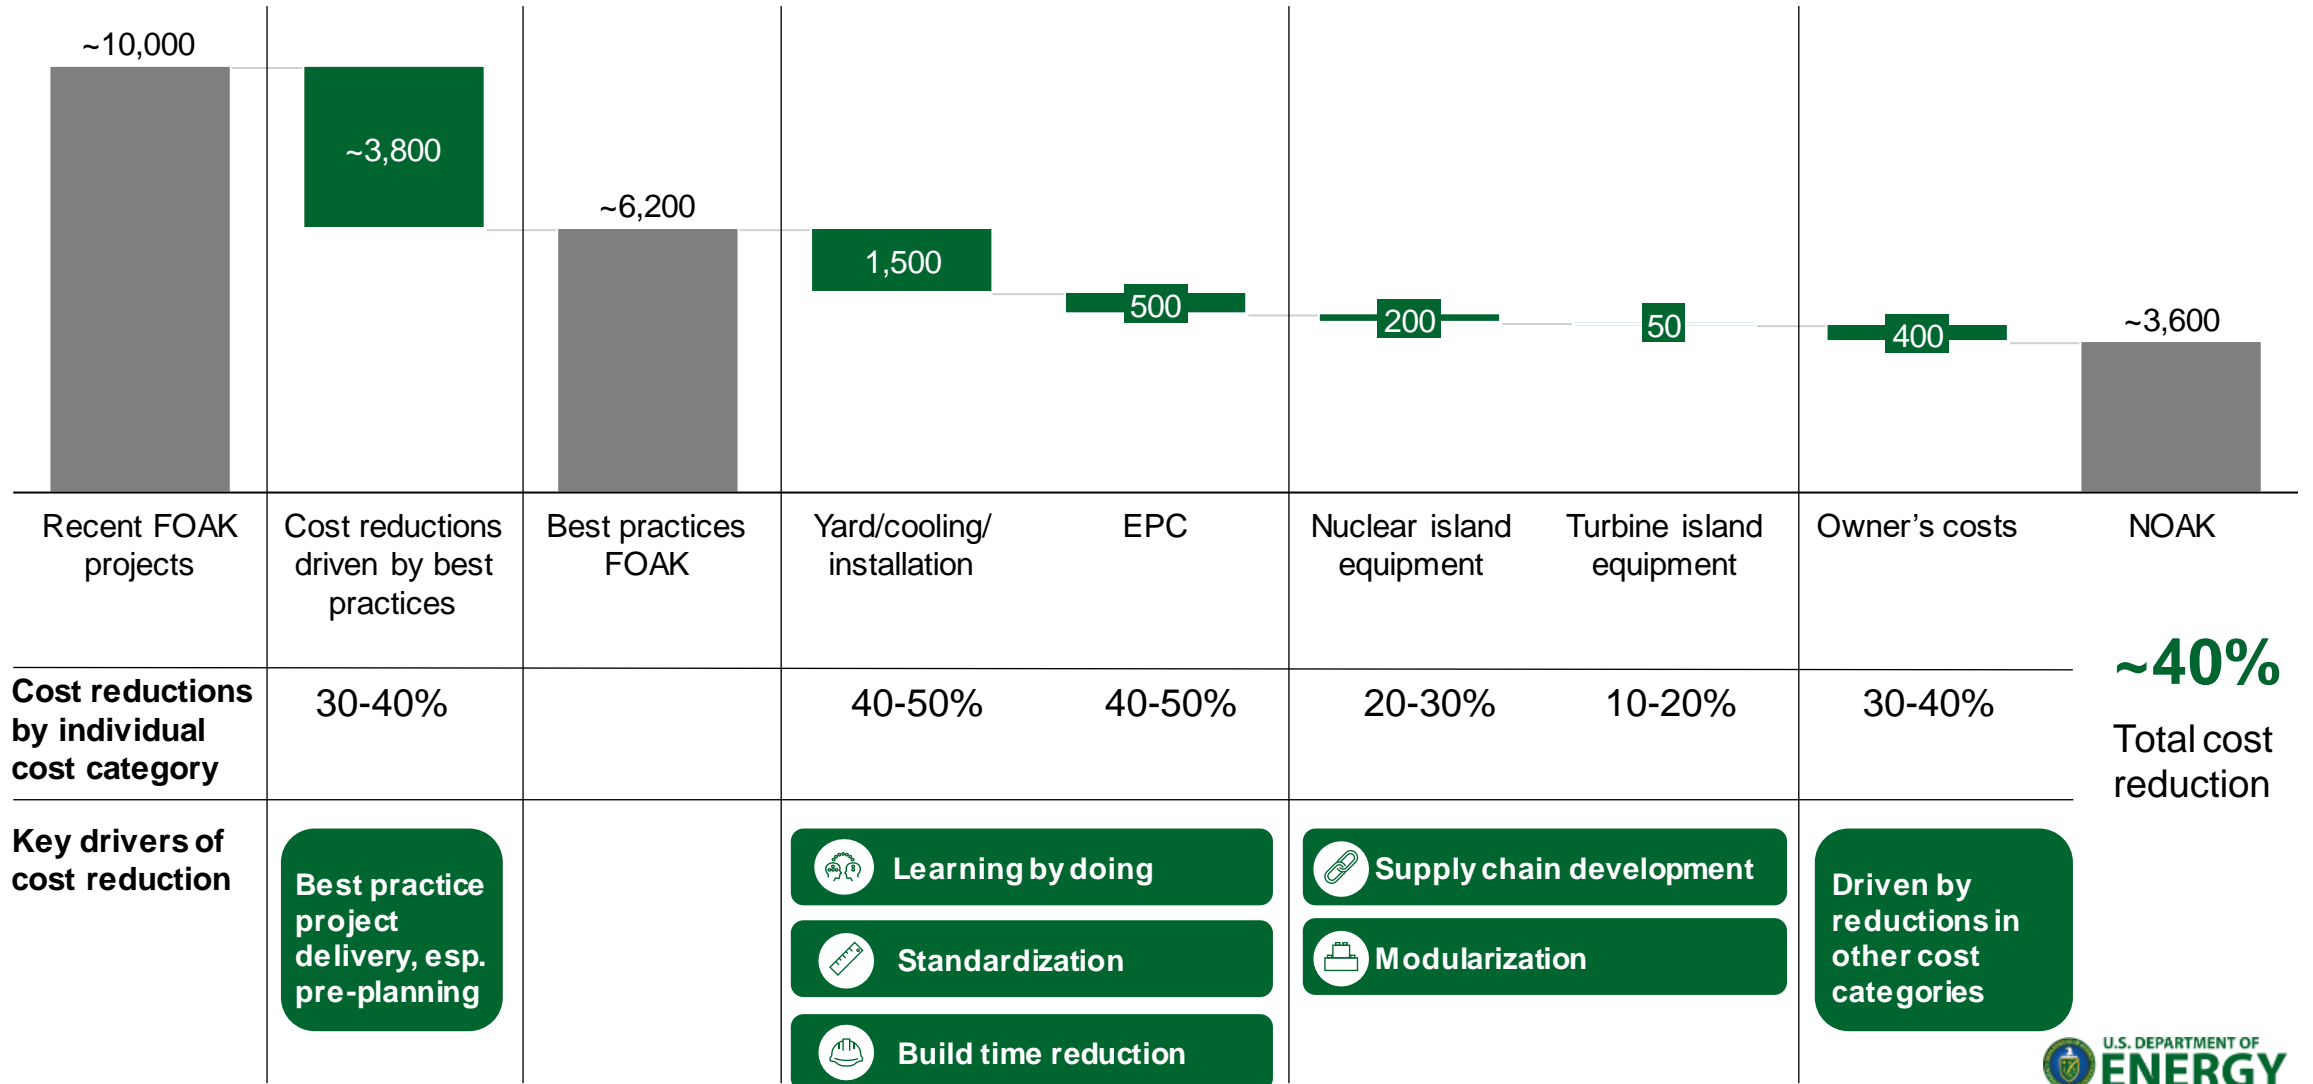 ~10,000
~3,800
~6,200
1,500
500
200
50
400
~3,600
Recent FOAK
projects
Cost reductions
driven by best
practices
Best practices
FOAK
Yard/cooling/
installation
EPC
Nuclear island
equipment
Turbine island
equipment
Owner’s costs
NOAK
~40%
Total cost
reduction
Cost reductions
by individual
cost category
30-40%
40-50%
40-50%
20-30%
10-20%
30-40%
Key drivers of
cost reduction
Best practice
project
delivery, esp.
pre-planning
Learning by doing
Standardization
Build time reduction
Supply chain development
Modularization
Driven by
reductions in
other cost
categories
U.S. DEPARTMENT OF
ENERGY